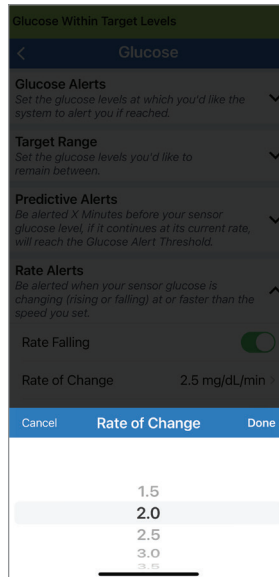 Glucose Within Target Levels
Glucose
Glucose Alerts
Set the glucose levels at which you'd like the
system to alert you if reached.
Target Range
Set the glucose levels you'd like to
remain between.
Predictive Alerts
Be alerted X Minutes before your sensor
glucose level, if it continues at its current rate,
will reach the Glucose Alert Threshold.
Rate Alerts
Be alerted when your sensor glucose is
changing (rising or falling) at or faster than the
speed you set.
Rate Falling
Rate of Change 2.5 mg/dL/min
Cancel Rate of Change Done
1.5
2.0
2.5
3.0
3.5